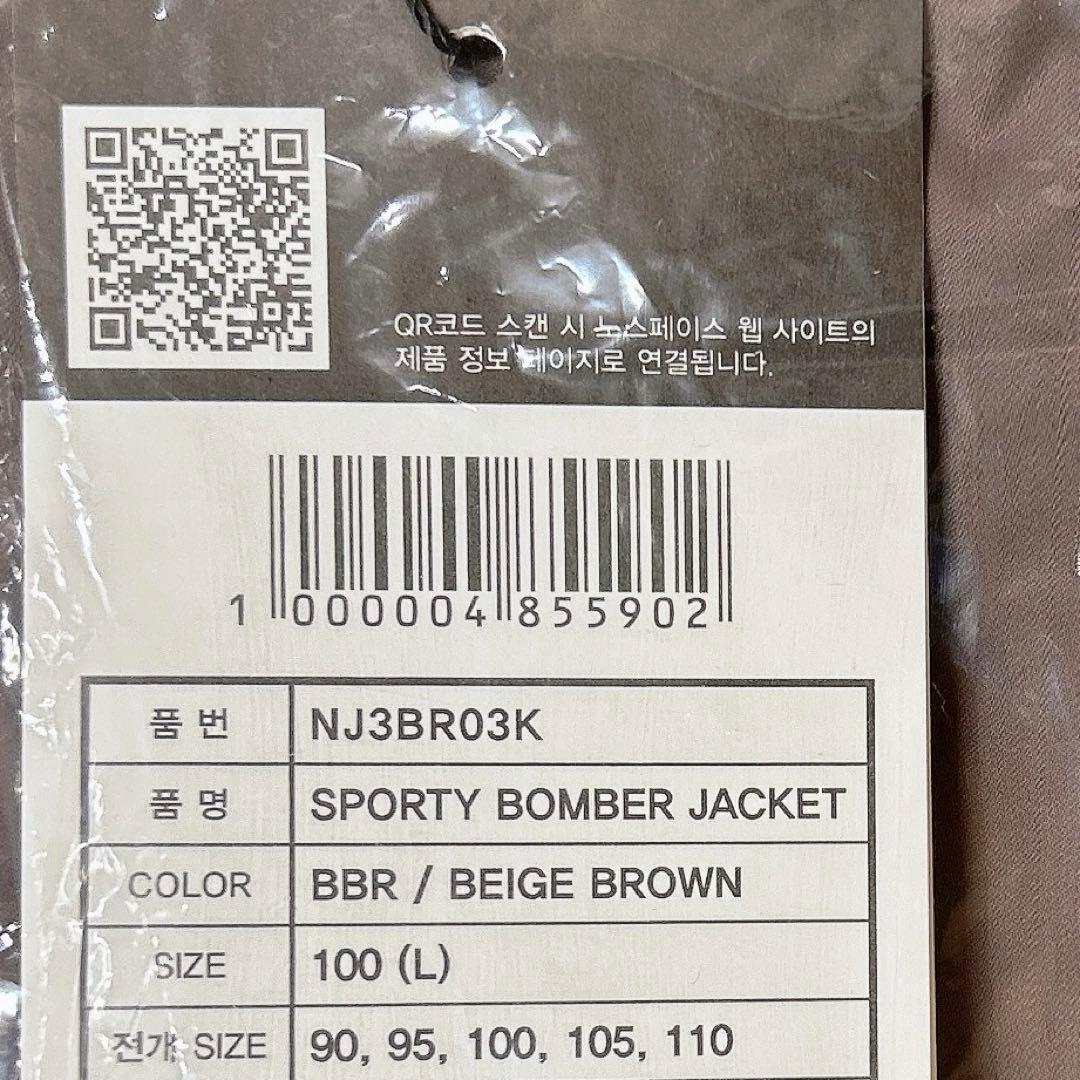 QR코드 스캔 시 노스페이스 웹 사이트의
제품 정보 페이지로 연결됩니다.
1 000004 855902
품 번 NJ3BR03K
품 명 SPORTY BOMBER JACKET
COLOR BBR / BEIGE BROWN
SIZE 100 (L)
전개 SIZE 90, 95, 100, 105, 110